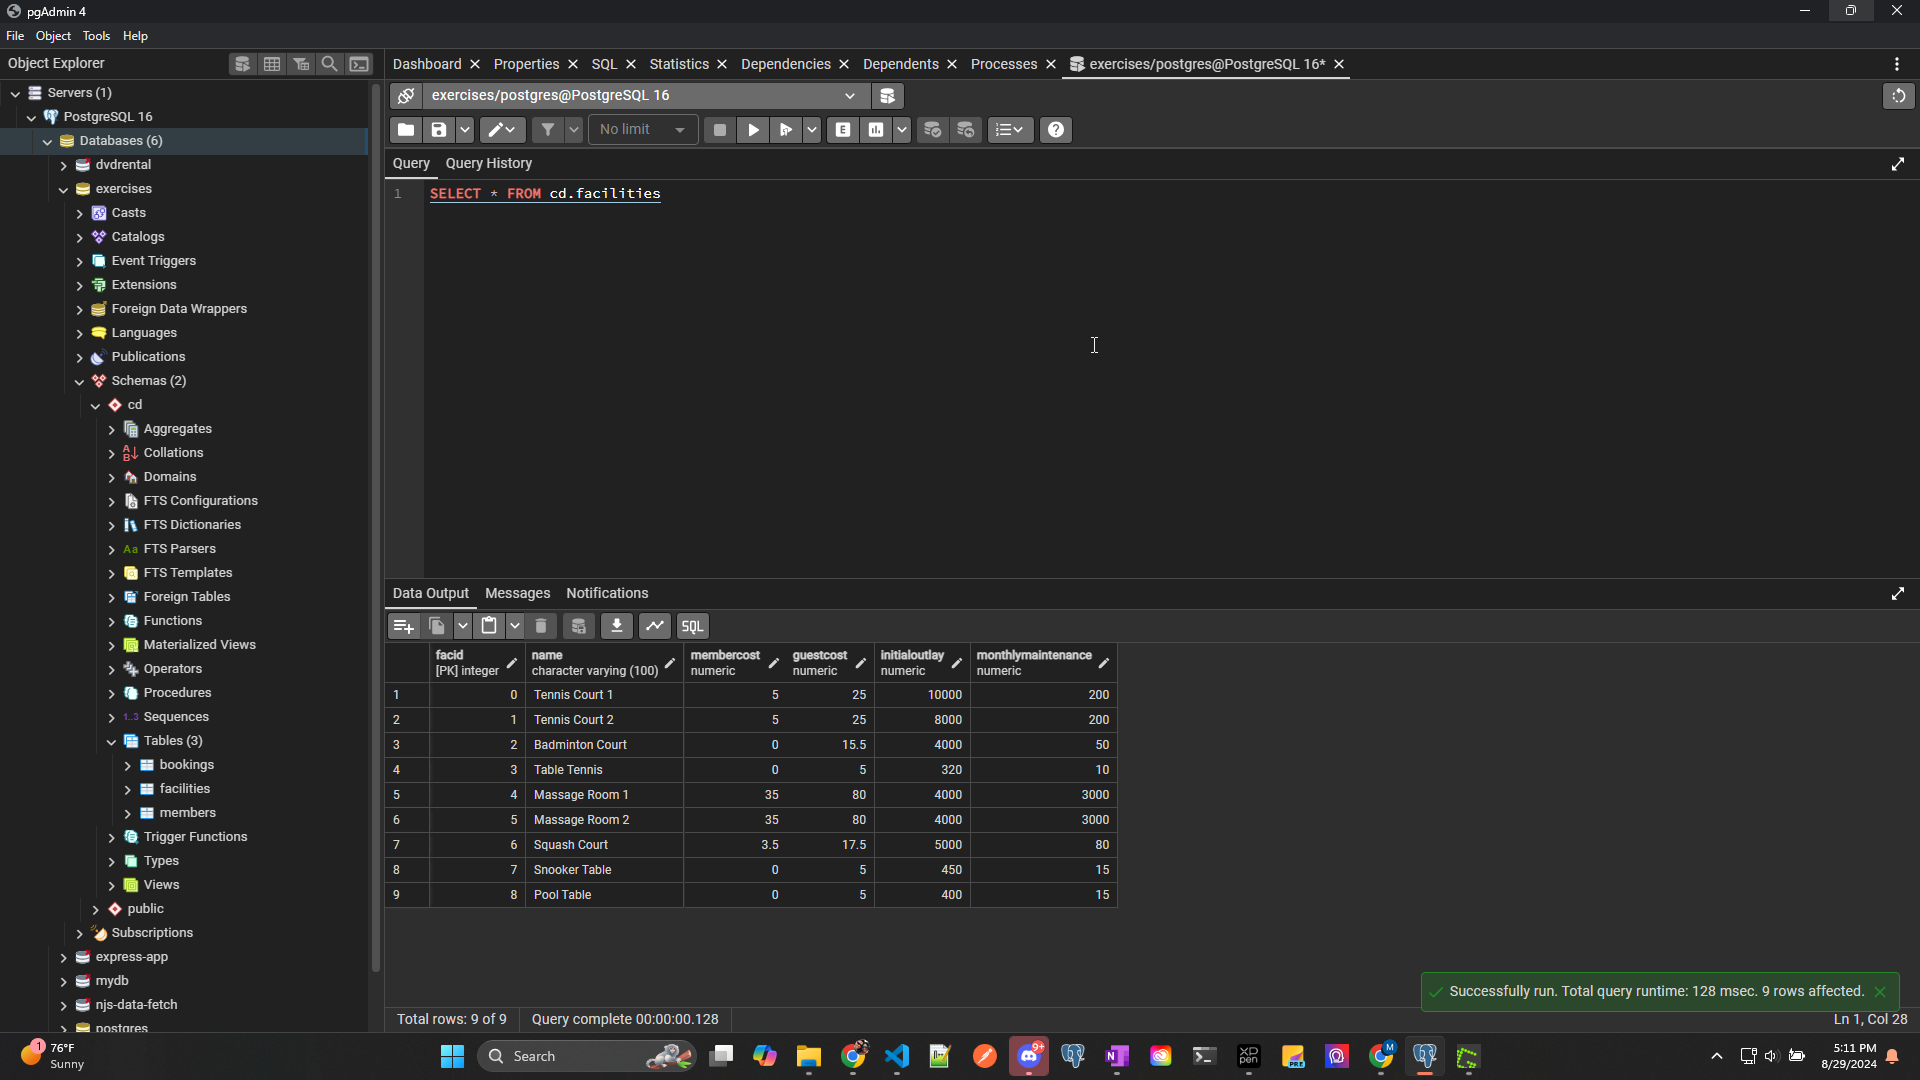 pgAdmin 4
File Object Tools Help
Object Explorer
Servers (1)
PostgreSQL 16
Databases (6)
dvdrental
exercises
Casts
Catalogs
Event Triggers
Extensions
Foreign Data Wrappers
Languages
Publications
Schemas (2)
cd
Aggregates
Collations
Domains
FTS Configurations
FTS Dictionaries
Aa FTS Parsers
FTS Templates
Foreign Tables
Functions
Materialized Views
Operators
Procedures
1..3 Sequences
Tables (3)
bookings
facilities
members
Trigger Functions
Types
Views
public
Subscriptions
express-app
mydb
njs-data-fetch
postgres
Dashboard Properties SQL Statistics Dependencies Dependents Processes exercises/postgres@PostgreSQL 16*
exercises/postgres@PostgreSQL 16
No limit E
Query Query History
1 SELECT * FROM cd.facilities
Data Output Messages Notifications
SQL
facid name membercost guestcost initialoutlay monthlymaintenance
[PK] integer character varying (100) numeric numeric numeric numeric
1 0 Tennis Court 1 5 25 10000 200
2 1 Tennis Court 2 5 25 8000 200
3 2 Badminton Court 0 15.5 4000 50
4 3 Table Tennis 0 5 320 10
5 4 Massage Room 1 35 80 4000 3000
6 5 Massage Room 2 35 80 4000 3000
7 6 Squash Court 3.5 17.5 5000 80
8 7 Snooker Table 0 5 450 15
9 8 Pool Table 0 5 400 15
Successfully run. Total query runtime: 128 msec. 9 rows affected.
Total rows: 9 of 9 Query complete 00:00:00.128 Ln 1, Col 28
1 76°F
Sunny
Search
9+
N
XP
PEN
PRE
M
5:11 PM
8/29/2024